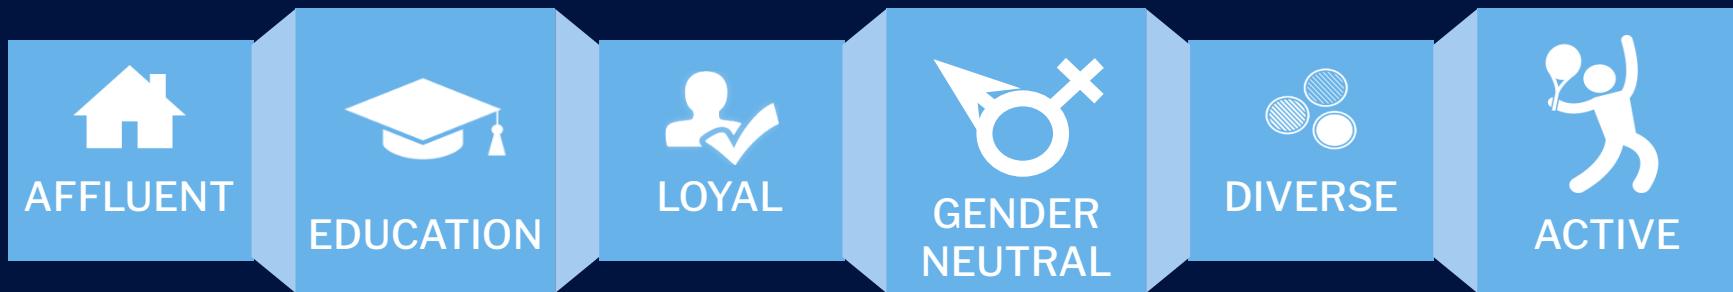 AFFLUENT
EDUCATION
LOYAL
GENDER
NEUTRAL
DIVERSE
ACTIVE